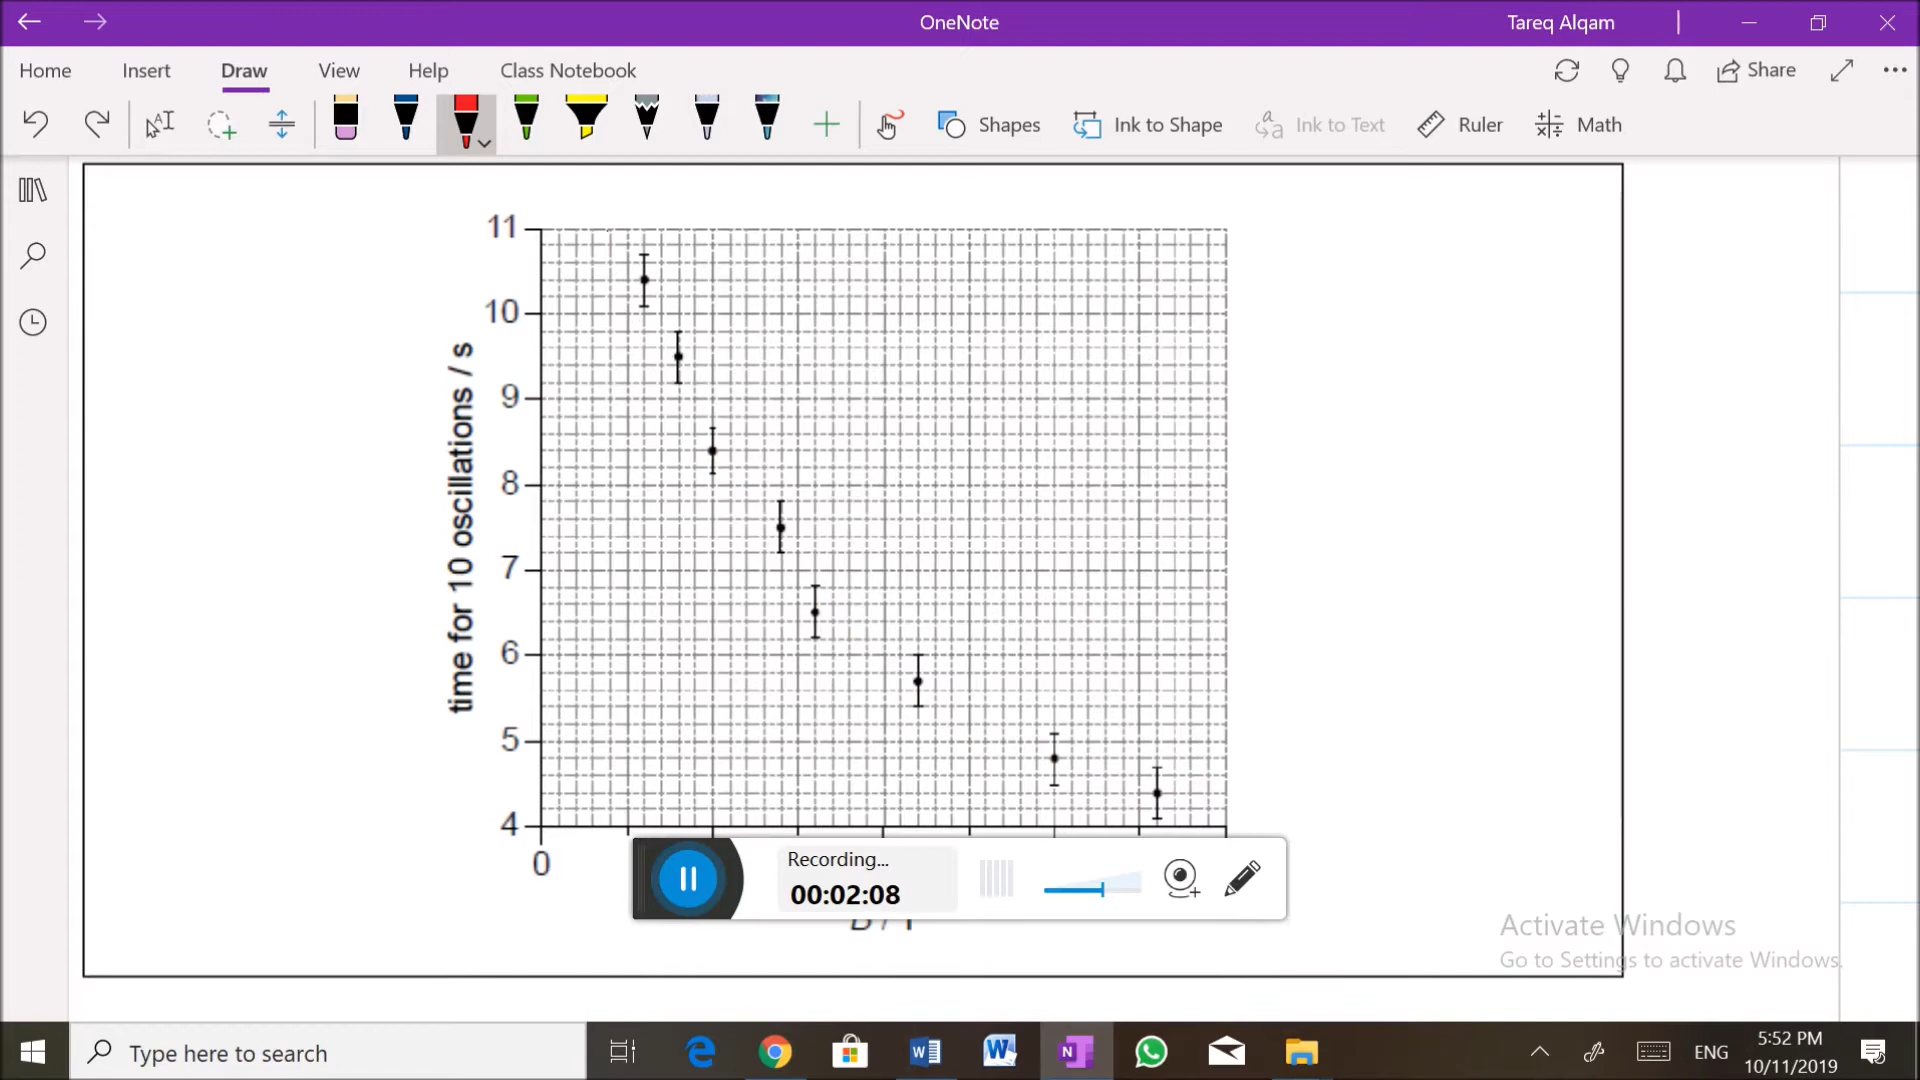 OneNote
Tareq Alqam
Home
Insert
Draw
View
Help
Class Notebook
Share
Shapes
Ink to Shape
Ink to Text
Ruler
Math
11
10
9
8
7
6
5
4
0
time for 10 oscillations / s
Recording...
00:02:08
Activate Windows
Go to Settings to activate Windows.
Type here to search
ENG
5:52 PM
10/11/2019